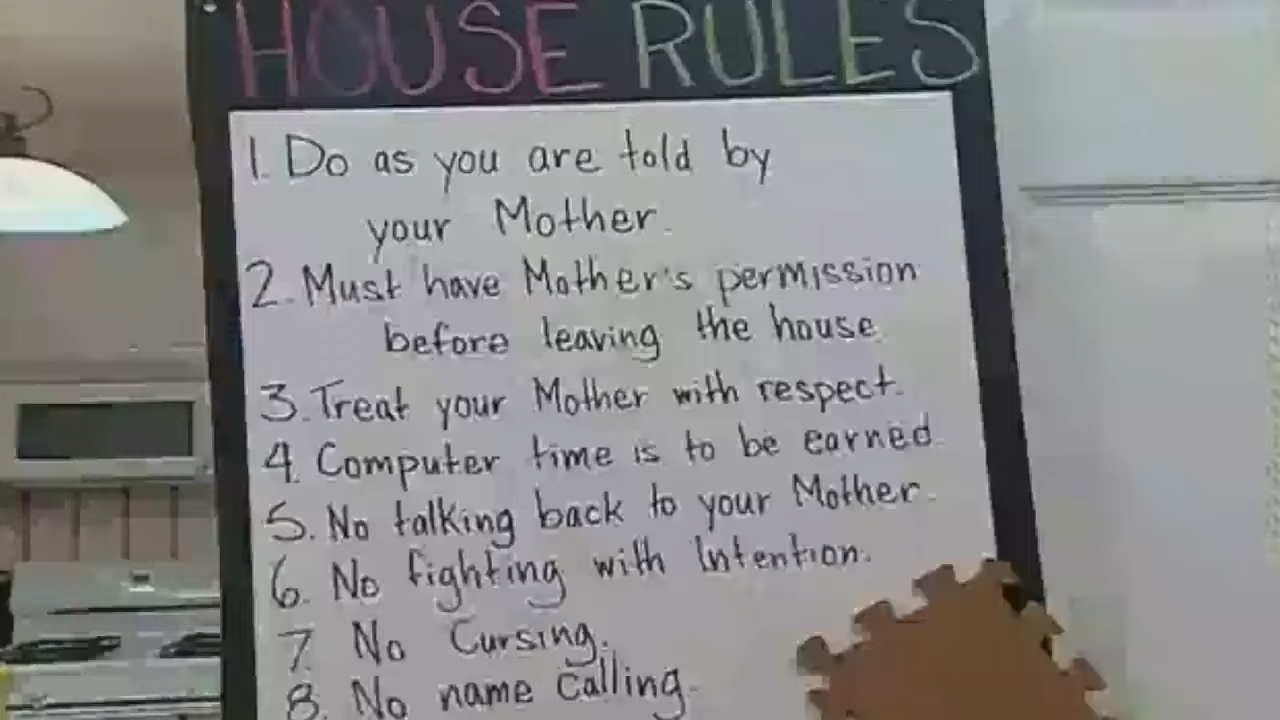 HOUSE RULES
1. Do as you are told by
your Mother.
2. Must have Mother's permission
before leaving the house
3. Treat your Mother with respect.
4. Computer time is to be earned
5. No talking back to your Mother.
6. No fighting with Intention.
7. No Cursing.
8. No name Calling.